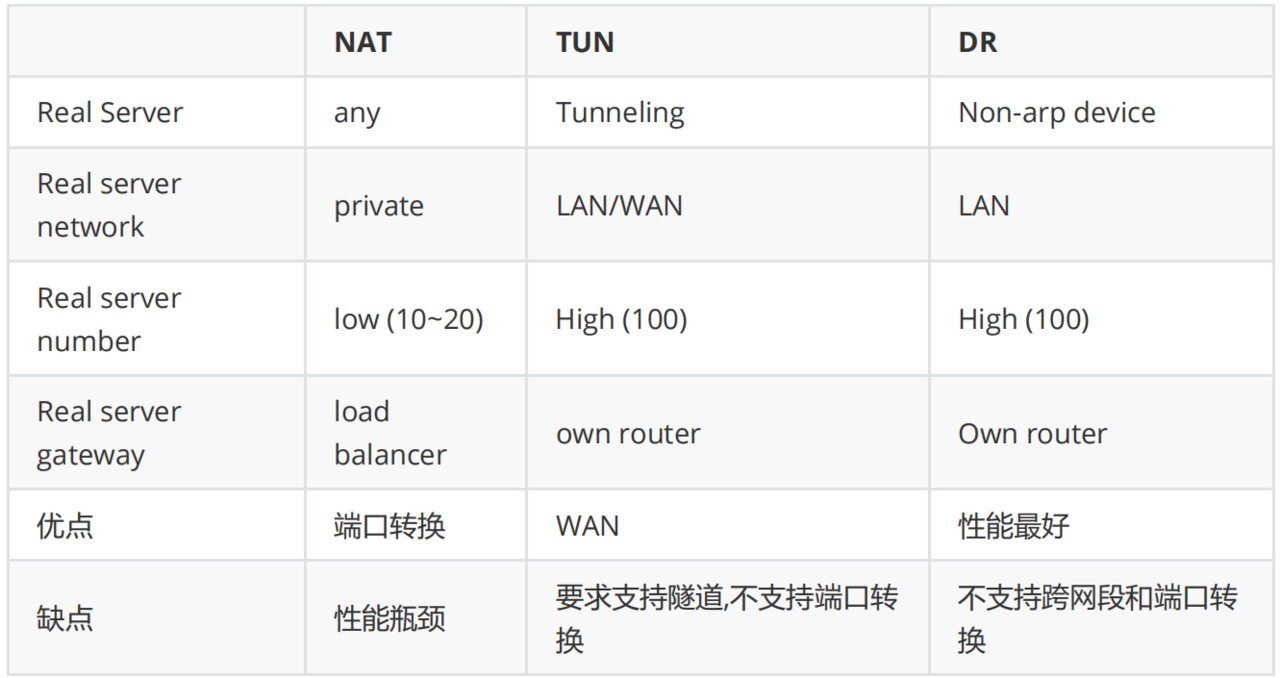 NAT TUN DR
Real Server any Tunneling Non-arp device
Real server
network
private LAN/WAN LAN
Real server
number
low (10~20) High (100) High (100)
Real server
gateway
load
balancer
own router Own router
优点 端口转换 WAN 性能最好
缺点 性能瓶颈 要求支持隧道,不支持端口转
换
不支持跨网段和端口转
换